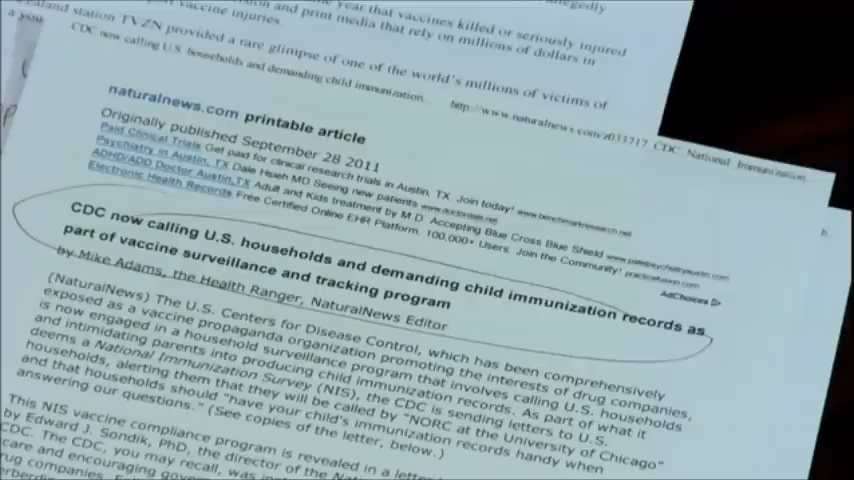 year that vaccines killed or seriously injured
and print media that rely on millions of dollars in
vaccine injuries.
aland station TVZN provided a rare glimpse of one of the world's millions of victims of
CDC now calling U.S. households and demanding child immunization
http://www.naturalnews.com/z033717_CDC_National_Immunization
naturalnews.com printable article
Originally published September 28 2011
Paid Clinical Trials Get paid for clinical research trials in Austin, TX Join today! www.benchmarkresearch.net
Psychiatry in Austin, TX Dale Hsieh MD Seeing new patients
ADHD/ADD Doctor Austin,TX Adult and Kids treatment by M D Accepting Blue Cross Blue Shield
Electronic Health Records Free Certified Online EHR Platform. 100,000+ Users Join the Community! practicefusion.com
AdChoices
CDC now calling U.S. households and demanding child immunization records as
part of vaccine surveillance and tracking program
by Mike Adams, the Health Ranger, NaturalNews Editor
(NaturalNews) The U.S. Centers for Disease Control, which has been comprehensively
exposed as a vaccine propaganda organization promoting the interests of drug companies,
is now engaged in a household surveillance program that involves calling U.S. households
and intimidating parents into producing child immunization records. As part of what it
deems a National Immunization Survey (NIS), the CDC is sending letters to U.S.
households, alerting them that they will be called by "NORC at the University of Chicago"
and that households should "have your child's immunization records handy when
answering our questions." (See copies of the letter, below.)
This NIS vaccine compliance program is revealed in a letter
by Edward J. Sondik, PhD, the director of the
CDC. The CDC, you may recall, was
care and encouraging
companies.